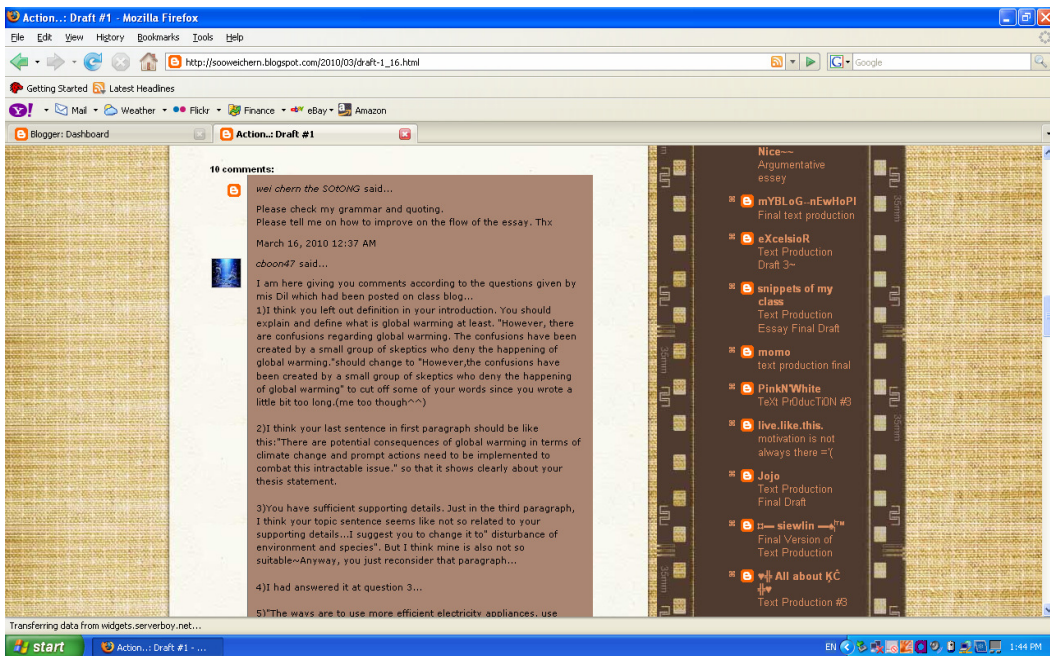 Action..: Draft #1 - Mozilla Firefox
File Edit View History Bookmarks Tools Help
http://sooweichern.blogspot.com/2010/03/draft-1_16.html
Google
Getting Started Latest Headlines
Y! Mail Weather Flickr Finance eBay Amazon
Blogger: Dashboard
Action..: Draft #1
10 comments:
wei chern the SOtONG said...
Please check my grammar and quoting.
Please tell me on how to improve on the flow of the essay. Thx
March 16, 2010 12:37 AM
cboon47 said...
I am here giving you comments according to the questions given by
mis Dil which had been posted on class blog...
1)I think you left out definition in your introduction. You should
explain and define what is global warming at least. "However, there
are confusions regarding global warming. The confusions have been
created by a small group of skeptics who deny the happening of
global warming."should change to "However,the confusions have
been created by a small group of skeptics who deny the happening
of global warming" to cut off some of your words since you wrote a
little bit too long.(me too though^^)
2)I think your last sentence in first paragraph should be like
this:"There are potential consequences of global warming in terms of
climate change and prompt actions need to be implemented to
combat this intractable issue." so that it shows clearly about your
thesis statement.
3)You have sufficient supporting details. Just in the third paragraph,
I think your topic sentence seems like not so related to your
supporting details...I suggest you to change it to" disturbance of
environment and species". But I think mine is also not so
suitable~Anyway, you just reconsider that paragraph...
4)I had answered it at question 3...
5)"The ways are to use more efficient electricity appliances, use
Nice~~
Argumentative
essey
mYBLoG--nEwHoPI
Final text production
eXcelsioR
Text Production
Draft 3~
snippets of my
class
Text Production
Essay Final Draft
momo
text production final
PinkN'White
TeXt Pr0ducTi0N #3
live.like.this.
motivation is not
always there ='(
Jojo
Text Production
Final Draft
siewlin
Final Version of
Text Production
All about ĶĈ
Text Production #3
35mm
35mm
35mm
35mm
Transferring data from widgets.serverboy.net...
start
Action..: Draft #1 - ...
EN
1:44 PM